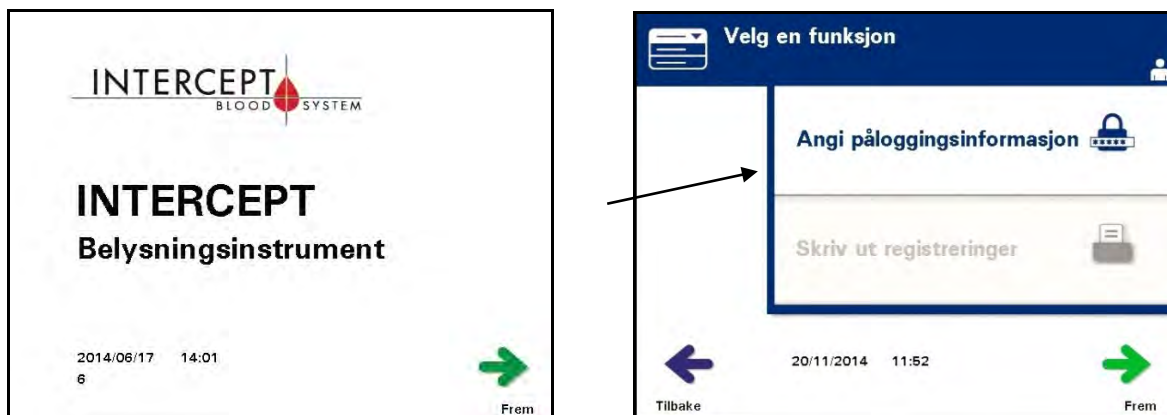 INTERCEPT
BLOOD SYSTEM
INTERCEPT
Belysningsinstrument
2014/06/17 14:01
6
Frem
Velg en funksjon
Angi påloggingsinformasjon
Skriv ut registreringer
20/11/2014 11:52
Tilbake
Frem